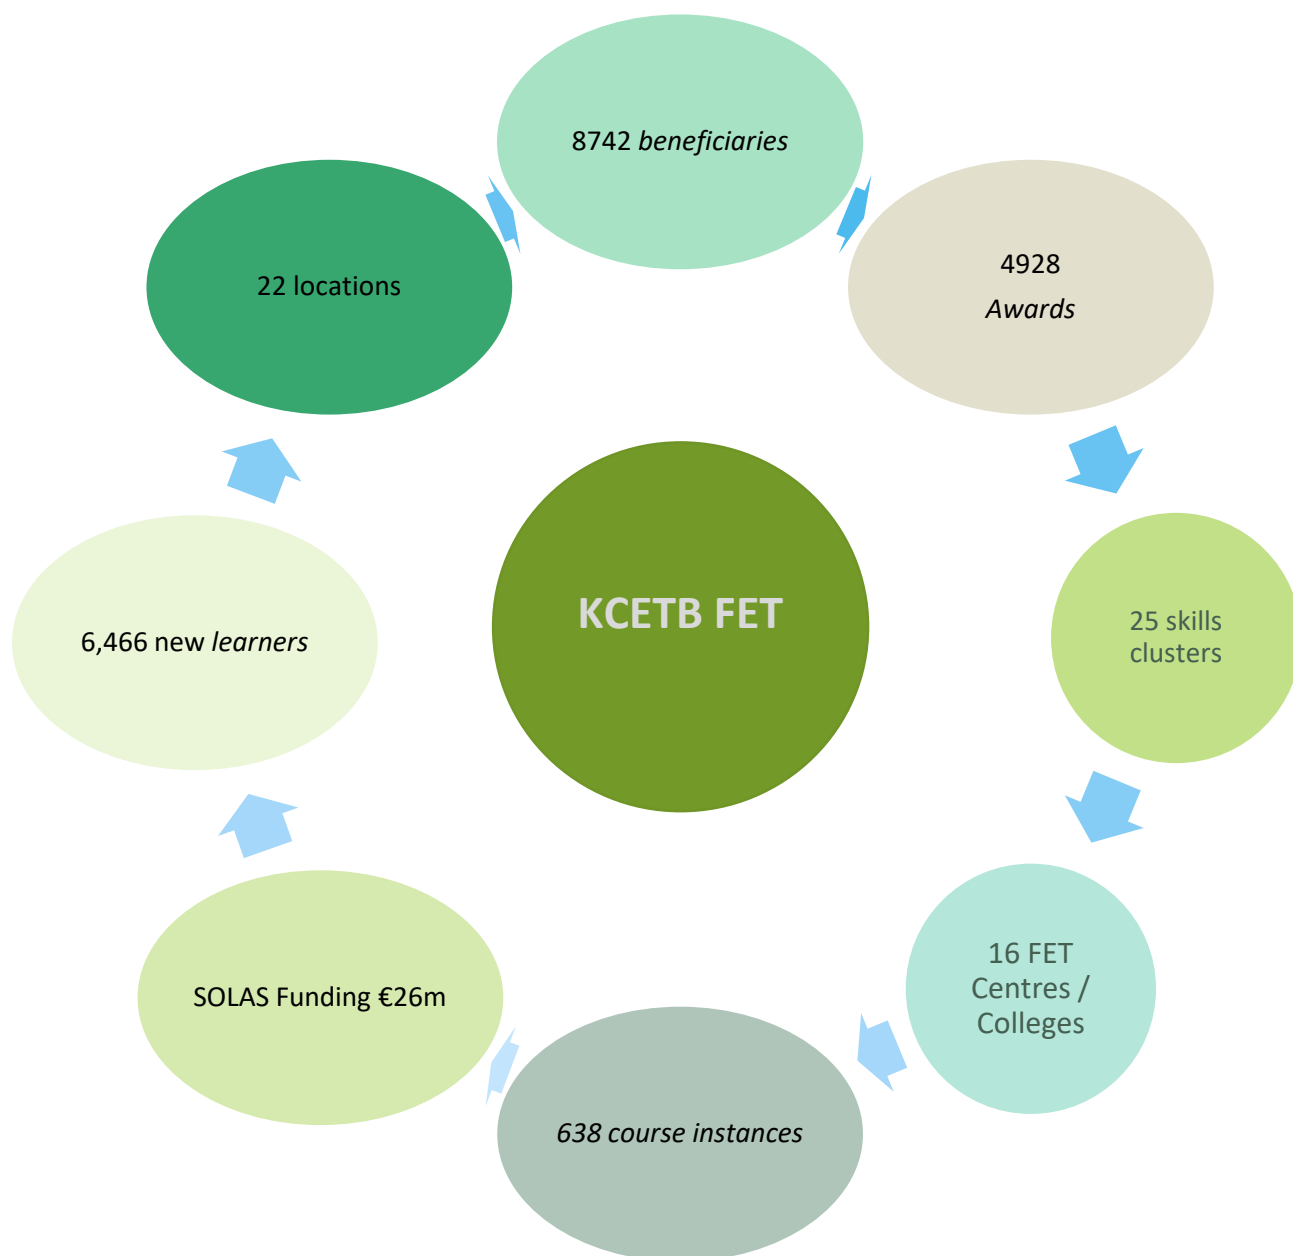 8742 beneficiaries
4928
Awards
25 skills
clusters
16 FET
Centres /
Colleges
638 course instances
SOLAS Funding €26m
6,466 new learners
22 locations
KCETB FET